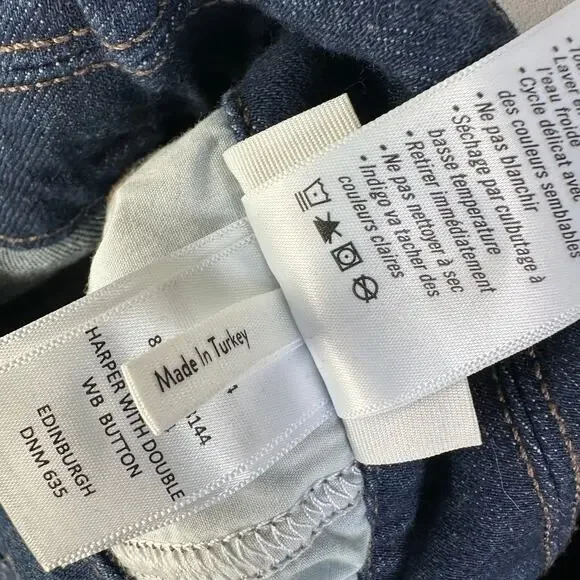 • Laver
l'eau froide
• Cycle délicat avec
des couleurs semblables
• Ne pas blanchir
• Séchage par culbutage à
basse température
• Retirer immédiatement
• Ne pas nettoyer à sec
• Indigo va tacher des
couleurs claires
Made In Turkey
8
144
HARPER WITH DOUBLE
WB BUTTON
EDINBURGH
DNM 635